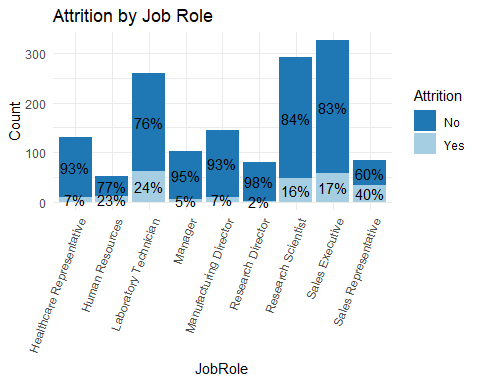 Attrition by Job Role
Count
300
200
100
0
93%
7%
77%
23%
76%
24%
95%
5%
93%
7%
98%
2%
84%
16%
83%
17%
60%
40%
Healthcare Representative
Human Resources
Laboratory Technician
Manager
Manufacturing Director
Research Director
Research Scientist
Sales Executive
Sales Representative
JobRole
Attrition
No
Yes